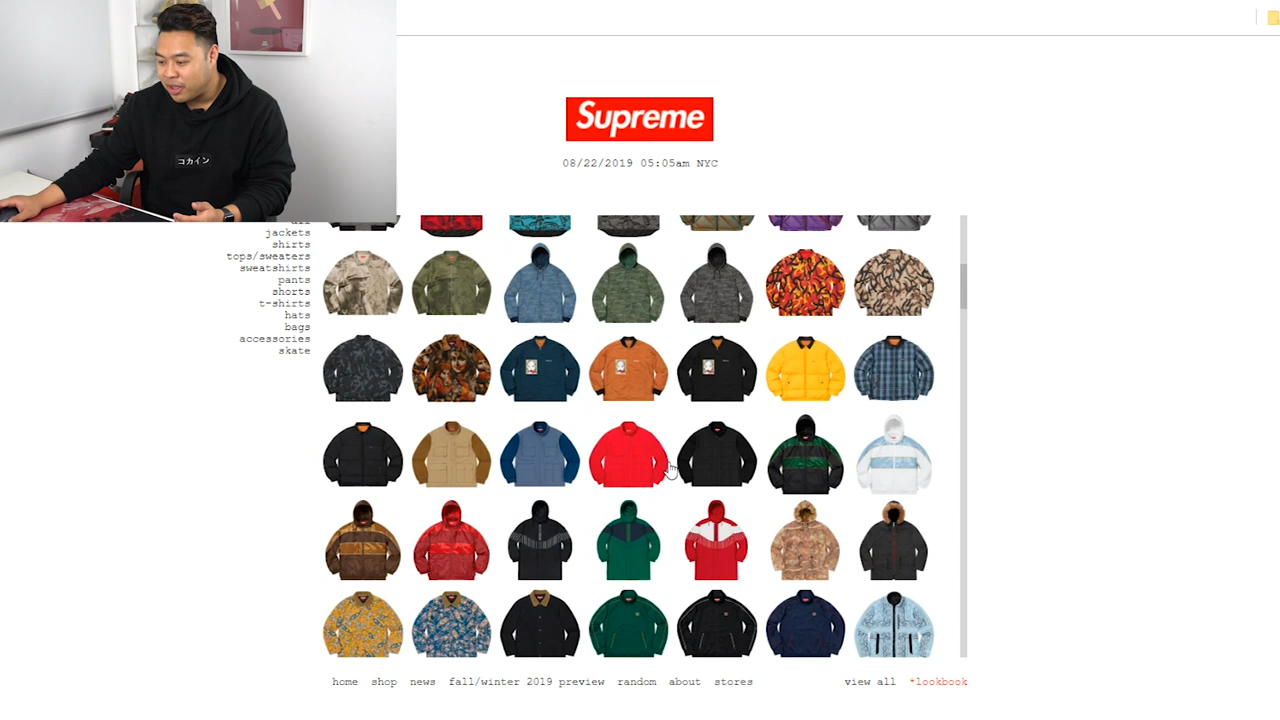 コカイン
Supreme
08/22/2019 05:05am NYC
all
jackets
shirts
tops/sweaters
sweatshirts
pants
shorts
t-shirts
hats
bags
accessories
skate
home shop news fall/winter 2019 preview random about stores view all *lookbook